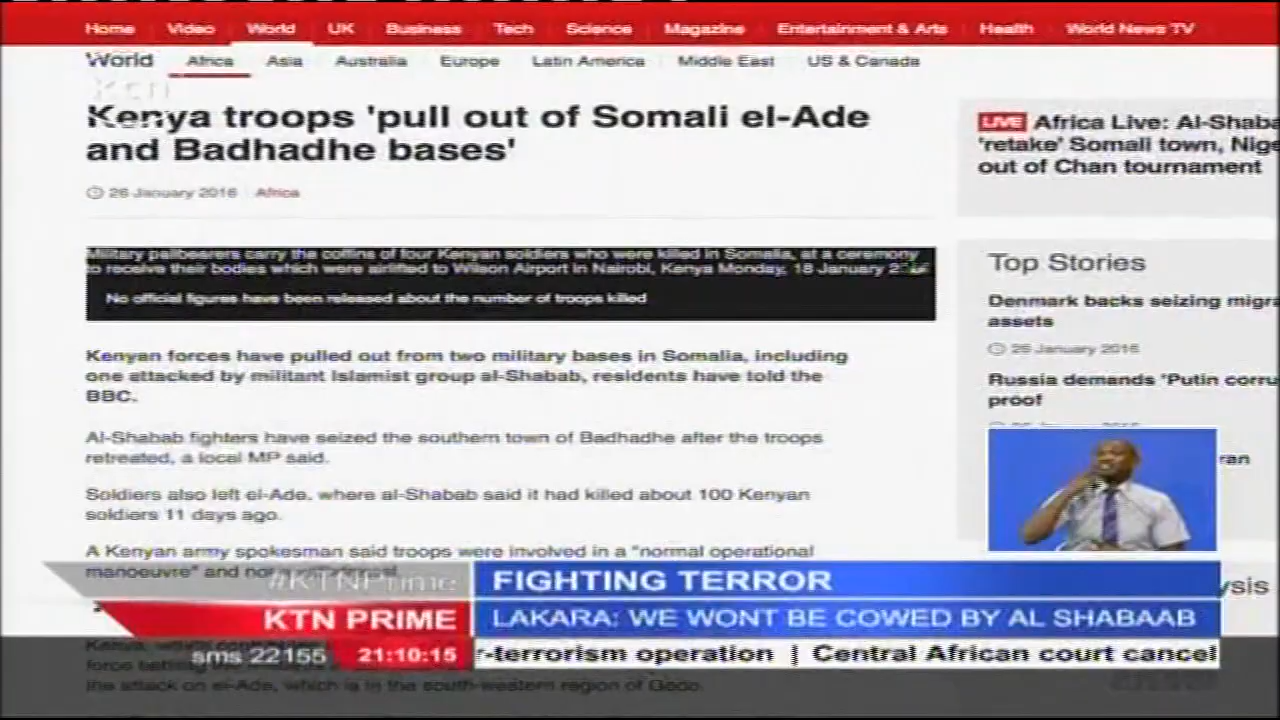 Home Video World UK Business Tech Science Magazine Entertainment & Arts Health World News TV
World Africa Asia Australia Europe Latin America Middle East US & Canada
Ktn
Kenya troops 'pull out of Somali el-Ade
and Badhadhe bases'
26 January 2016 Africa
Military pallbearers carry the coffins of four Kenyan soldiers who were killed in Somalia, at a ceremony
to receive their bodies which were airlifted to Wilson Airport in Nairobi, Kenya Monday, 18 January
No official figures have been released about the number of troops killed
Kenyan forces have pulled out from two military bases in Somalia, including
one attacked by militant Islamist group al-Shabab, residents have told the
BBC.
Al-Shabab fighters have seized the southern town of Badhadhe after the troops
retreated, a local MP said.
Soldiers also left el-Ade, where al-Shabab said it had killed about 100 Kenyan
soldiers 11 days ago.
A Kenyan army spokesman said troops were involved in a "normal operational
manoeuvre" and not
the attack on el-Ade, which is in the south-western region of Gedo.
LIVE Africa Live: Al-Shaba
'retake' Somali town, Nige
out of Chan tournament
Top Stories
Denmark backs seizing migra
assets
26 January 2016
Russia demands 'Putin corru
proof
ran
ysis
#KTNPrime
FIGHTING TERROR
KTN PRIME
LAKARA: WE WONT BE COWED BY AL SHABAAB
sms 22155 21:10:15
r-terrorism operation | Central African court cancel